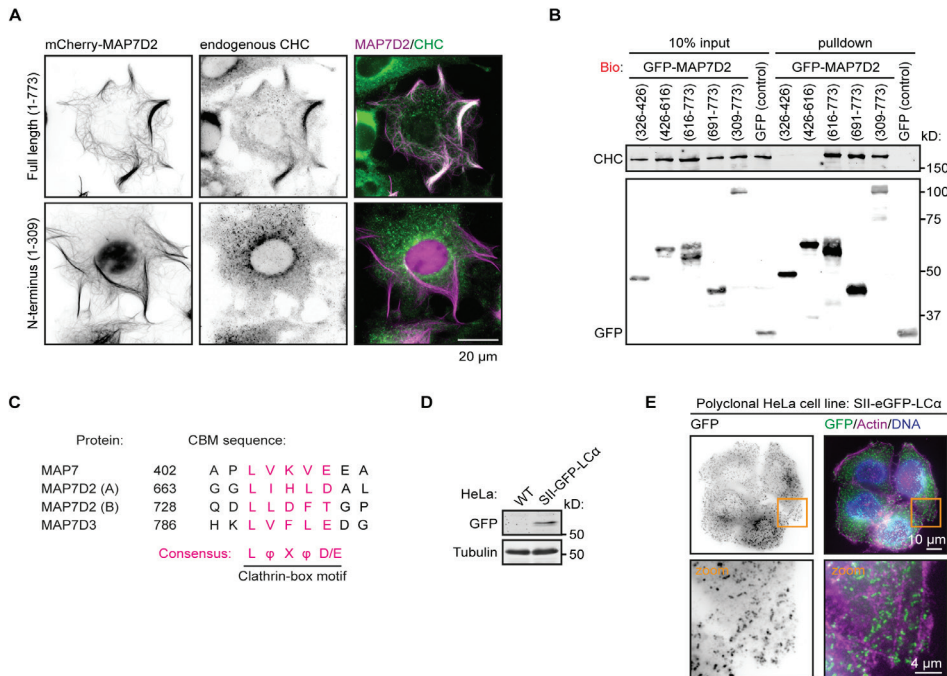 A
mCherry-MAP7D2 endogenous CHC MAP7D2/CHC
Full length (1-773)
N-terminus (1-309)
20 µm
B
10% input pulldown
Bio: GFP-MAP7D2 GFP-MAP7D2
(326-426) (426-616) (616-773) (691-773) (309-773) GFP (control) (326-426) (426-616) (616-773) (691-773) (309-773) GFP (control)
kD:
CHC
150
100
75
50
37
GFP
C
Protein: CBM sequence:
MAP7 402 A P L V K V E E A
MAP7D2 (A) 663 G G L I H L D A L
MAP7D2 (B) 728 Q D L L D F T G P
MAP7D3 786 H K L V F L E D G
Consensus: L φ X φ D/E
Clathrin-box motif
D
HeLa: WT SII-GFP-LCα
kD:
GFP
50
Tubulin 50
E
Polyclonal HeLa cell line: SII-eGFP-LCα
GFP GFP/Actin/DNA
10 µm
zoom zoom
4 µm